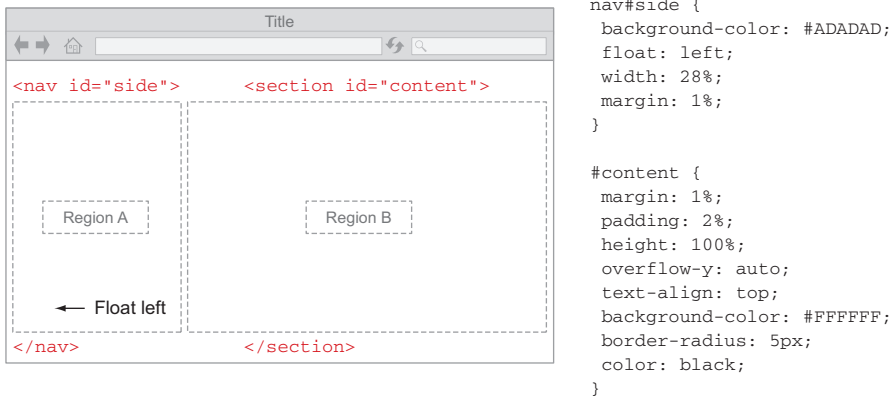 Title
<nav id="side"> <section id="content">
Region A Region B
Float left
</nav> </section>
nav#side {
background-color: #ADADAD;
float: left;
width: 28%;
margin: 1%;
}
#content {
margin: 1%;
padding: 2%;
height: 100%;
overflow-y: auto;
text-align: top;
background-color: #FFFFFF;
border-radius: 5px;
color: black;
}